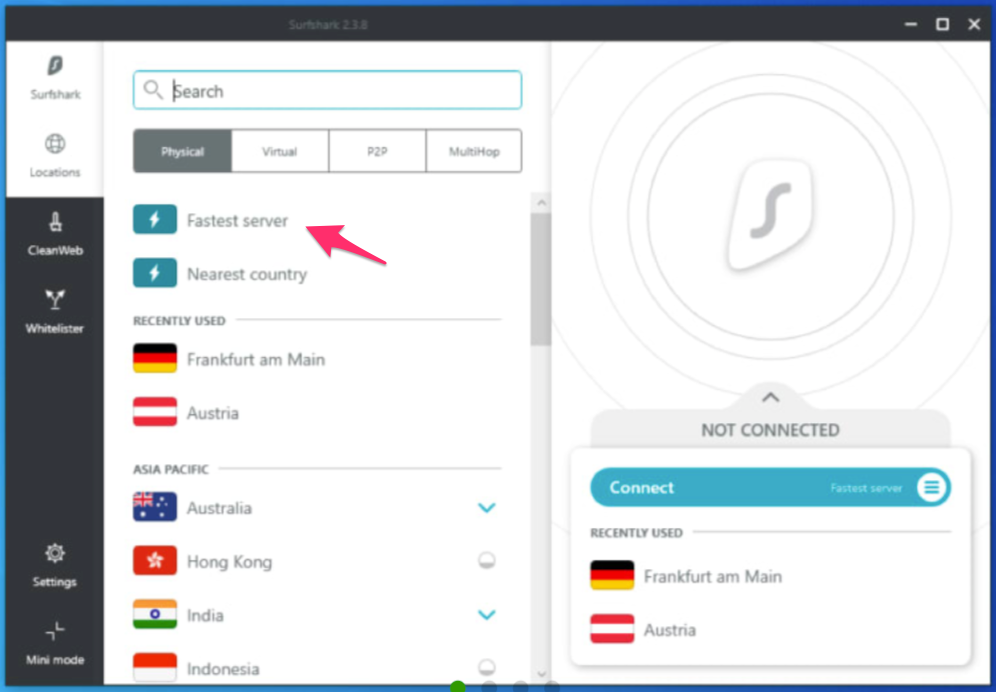 Surfshark 2.3.8
Surfshark
Locations
CleanWeb
Whitelister
Settings
Mini mode
Search
Physical
Virtual
P2P
MultiHop
Fastest server
Nearest country
RECENTLY USED
Frankfurt am Main
Austria
ASIA PACIFIC
Australia
Hong Kong
India
Indonesia
NOT CONNECTED
Connect Fastest server
RECENTLY USED
Frankfurt am Main
Austria